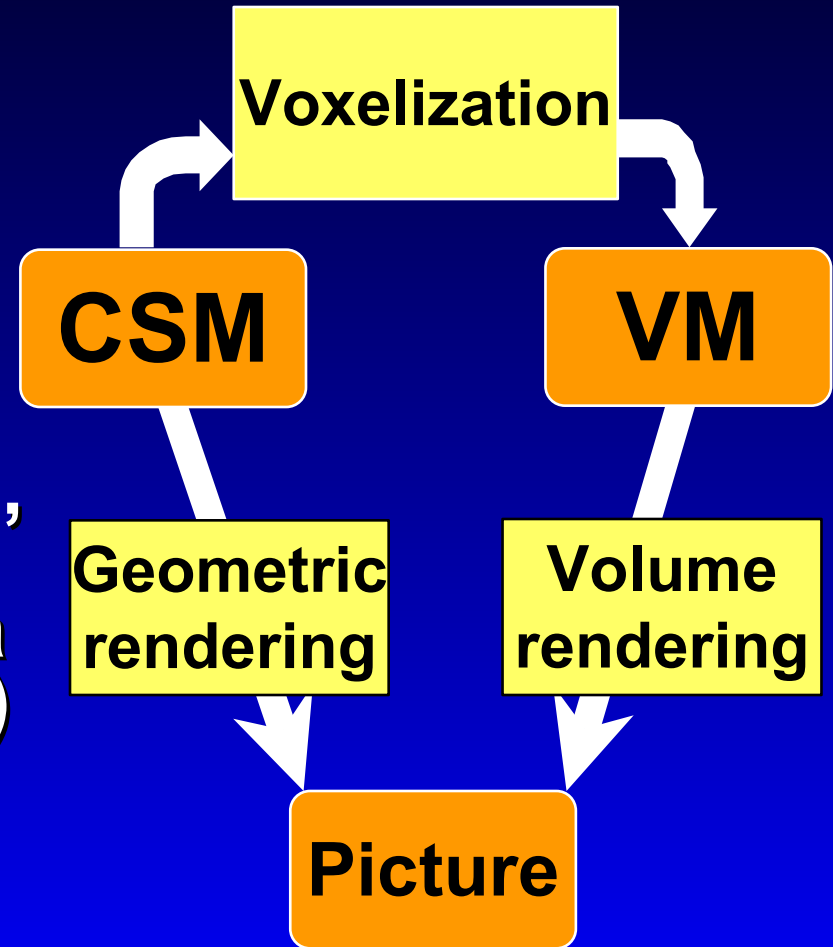 Voxelization
CSM
VM
,
Geometric
rendering
Volume
rendering
)
Picture